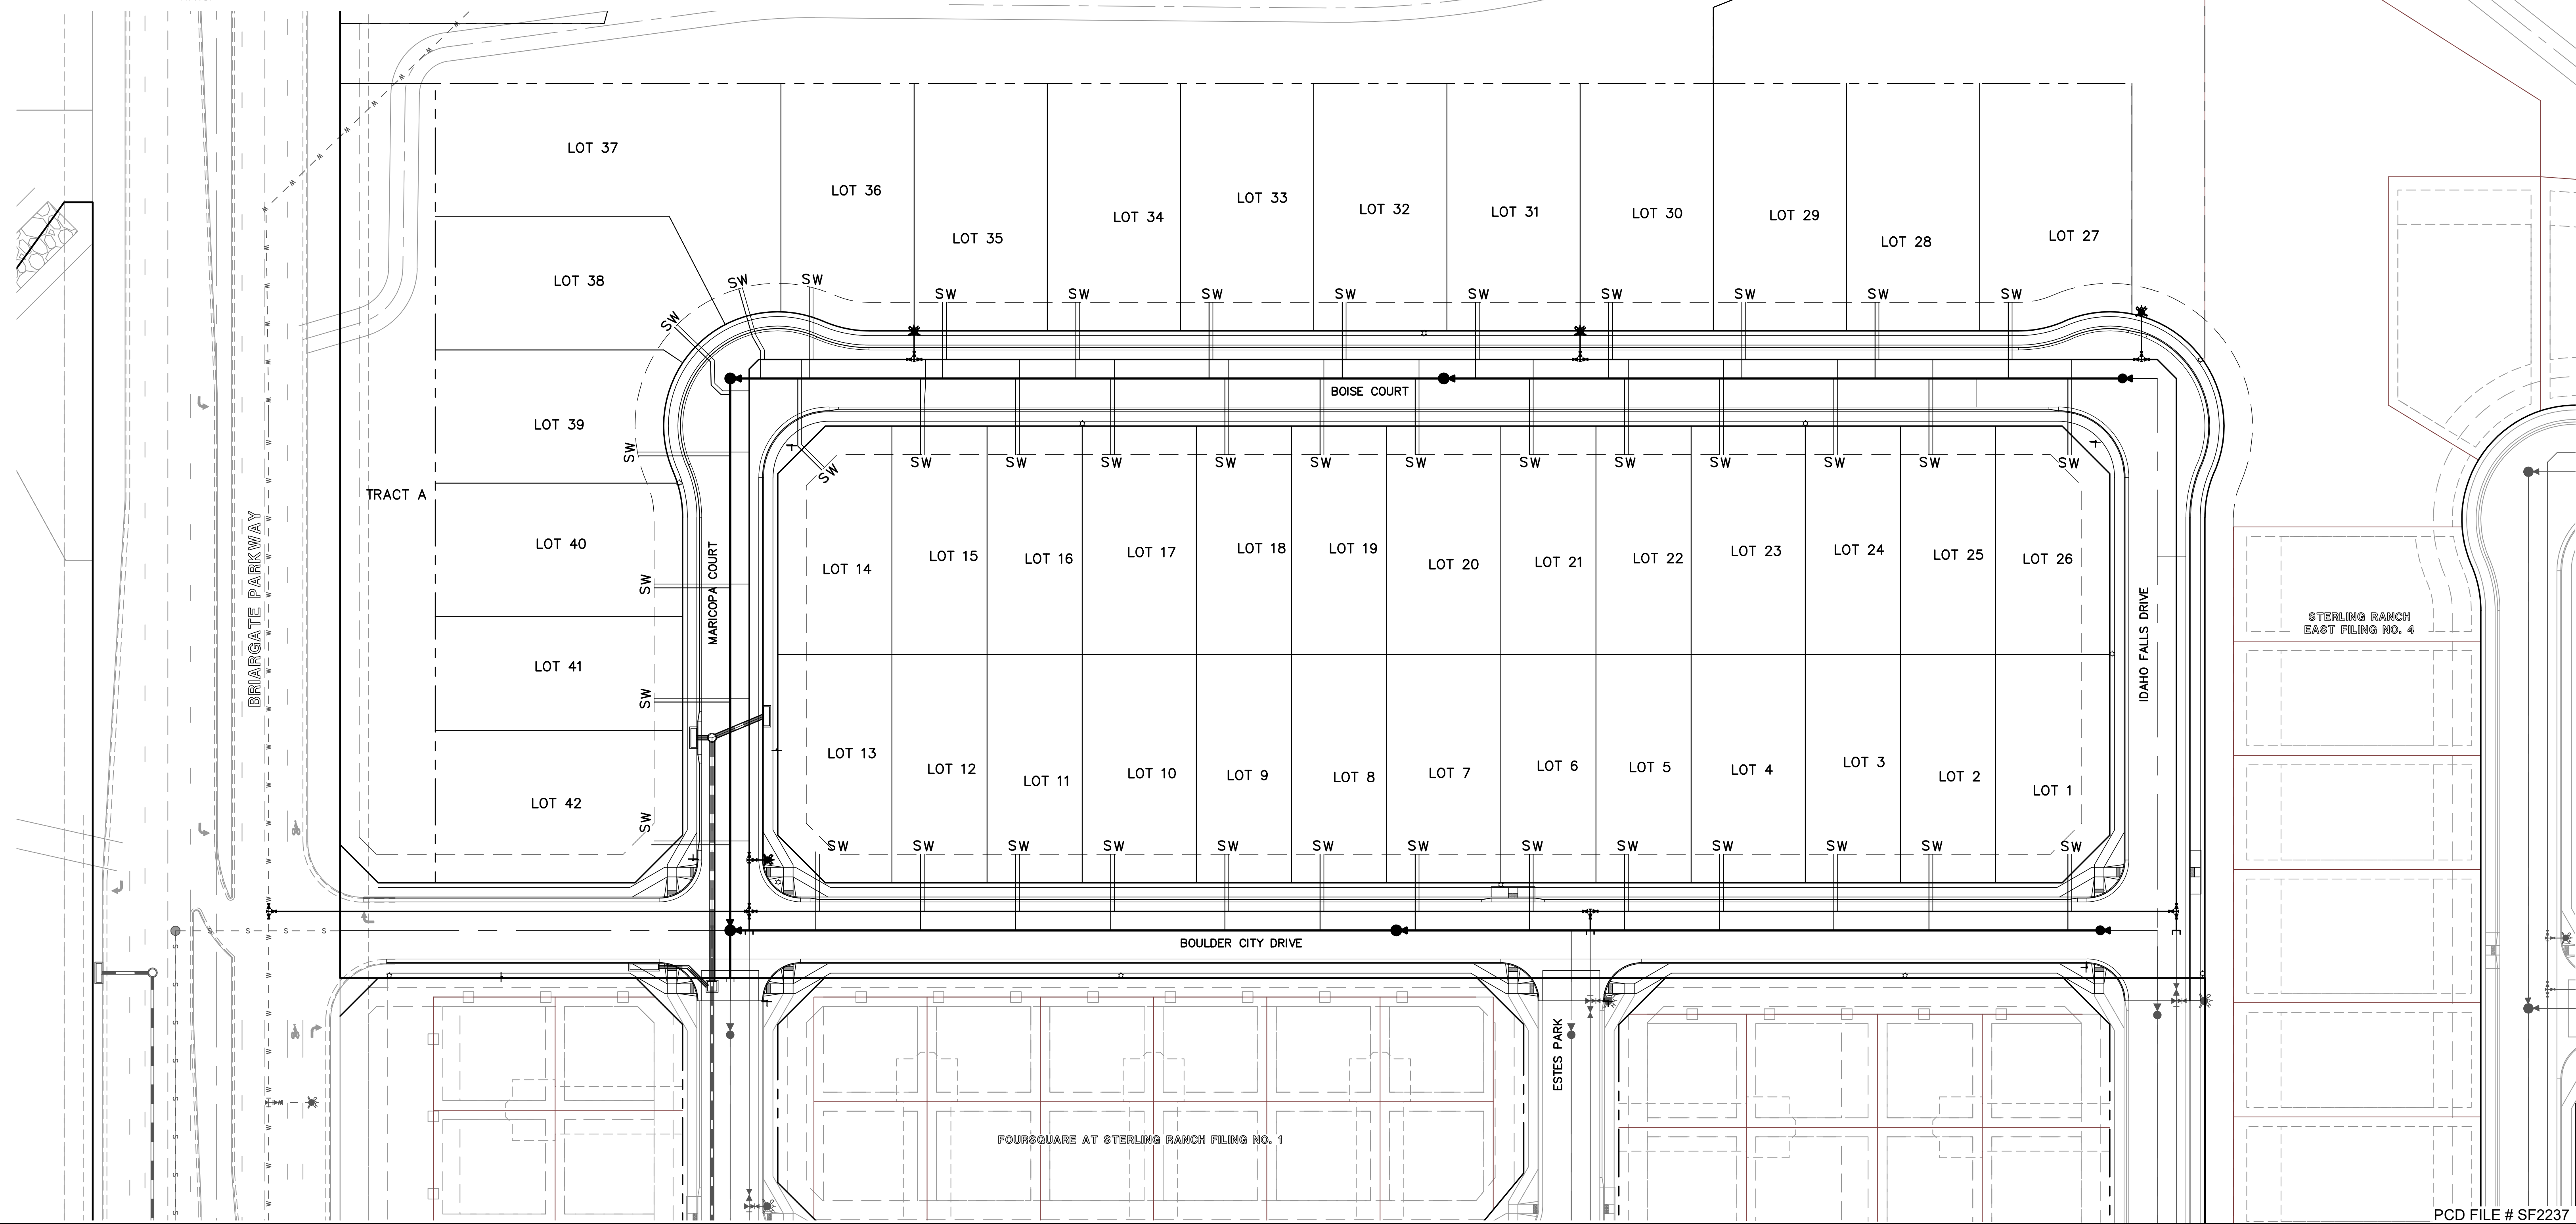 LOT 37
LOT 36
LOT 35
LOT 34
LOT 33
LOT 32
LOT 31
LOT 30
LOT 29
LOT 28
LOT 27
LOT 38
SW
SW
SW
SW
SW
SW
SW
SW
SW
SW
SW
SW
BOISE COURT
LOT 39
SW
SW
SW
SW
SW
SW
SW
SW
SW
SW
SW
SW
SW
SW
TRACT A
BRIARGATE PARKWAY
LOT 40
SW
MARICOPA COURT
LOT 14
LOT 15
LOT 16
LOT 17
LOT 18
LOT 19
LOT 20
LOT 21
LOT 22
LOT 23
LOT 24
LOT 25
LOT 26
IDAHO FALLS DRIVE
STERLING RANCH
EAST FILING NO. 4
LOT 41
SW
LOT 13
LOT 12
LOT 11
LOT 10
LOT 9
LOT 8
LOT 7
LOT 6
LOT 5
LOT 4
LOT 3
LOT 2
LOT 1
LOT 42
SW
SW
SW
SW
SW
SW
SW
SW
SW
SW
SW
SW
SW
SW
S S S S
BOULDER CITY DRIVE
ESTES PARK
FOURSQUARE AT STERLING RANCH FILING NO. 1
PCD FILE # SF2237